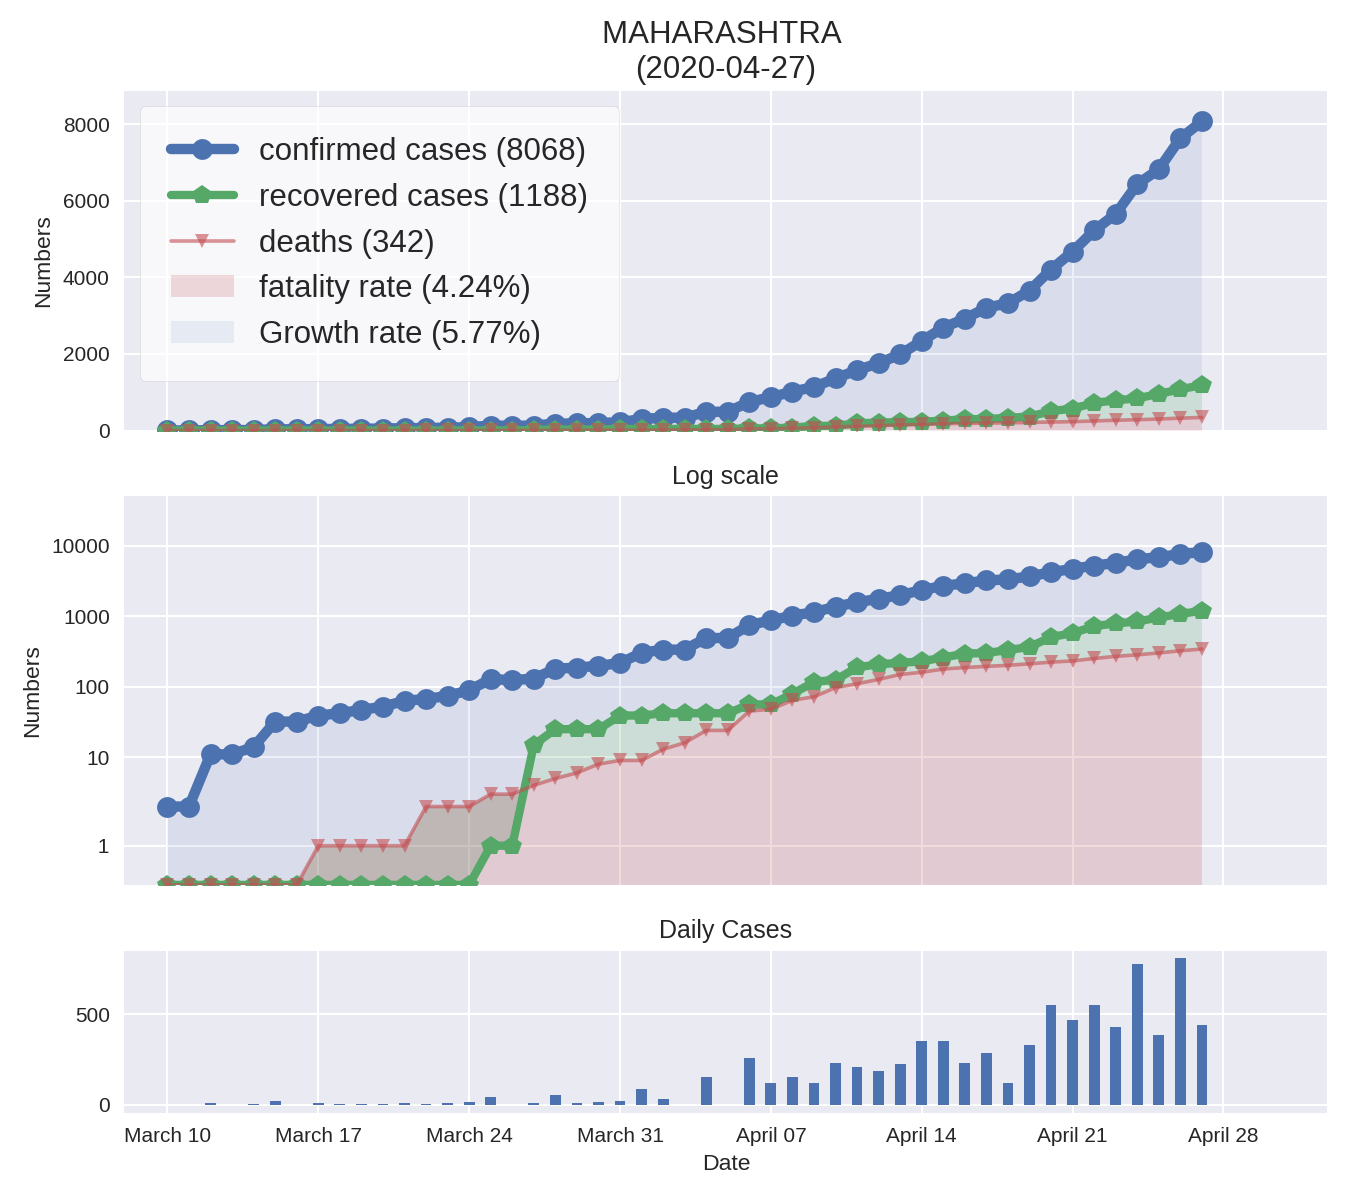 MAHARASHTRA
(2020-04-27)
Numbers
8000
6000
4000
2000
0
confirmed cases (8068)
recovered cases (1188)
deaths (342)
fatality rate (4.24%)
Growth rate (5.77%)
Log scale
Numbers
10000
1000
100
10
1
Daily Cases
500
0
March 10 March 17 March 24 March 31 April 07 April 14 April 21 April 28
Date